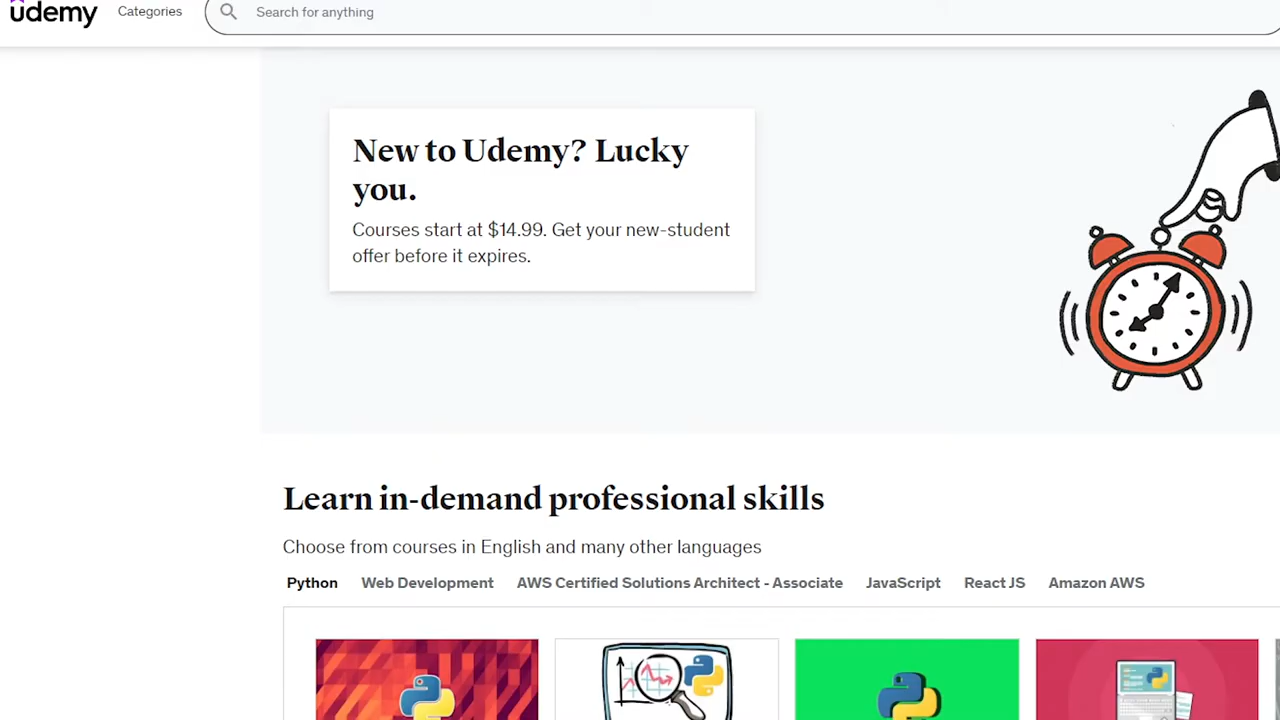 udemy
Categories
Search for anything
New to Udemy? Lucky
you.
Courses start at $14.99. Get your new-student
offer before it expires.
Learn in-demand professional skills
Choose from courses in English and many other languages
Python
Web Development
AWS Certified Solutions Architect - Associate
JavaScript
React JS
Amazon AWS